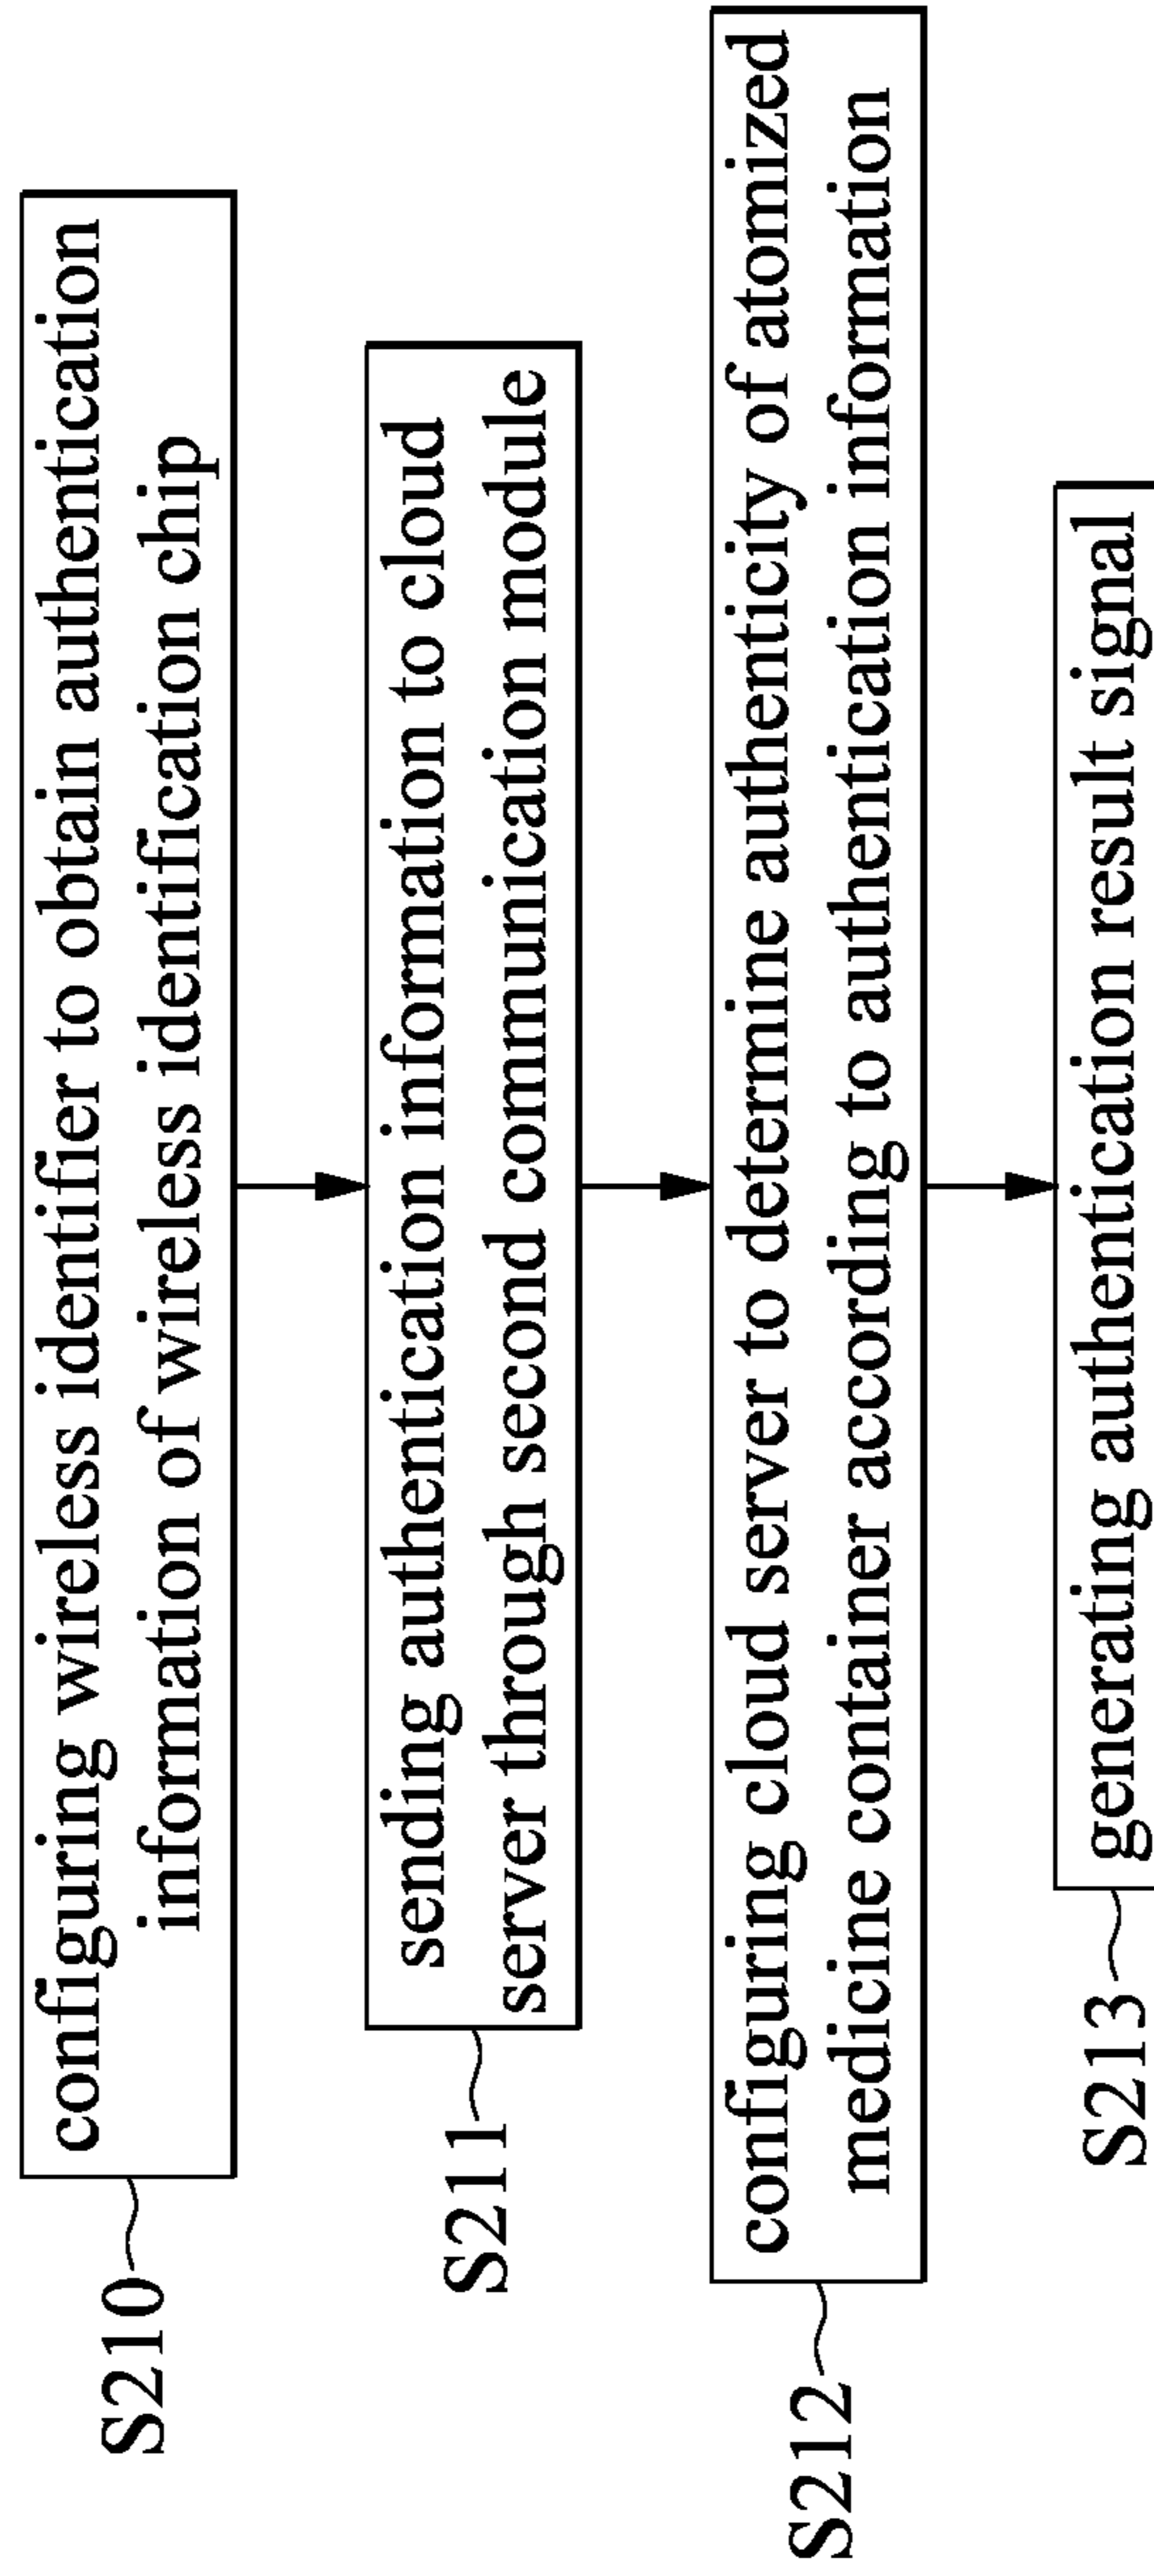 S210
configuring wireless identifier to obtain authentication
information of wireless identification chip
S211
sending authentication information to cloud
server through second communication module
S212
configuring cloud server to determine authenticity of atomized
medicine container according to authentication information
S213
generating authentication result signal